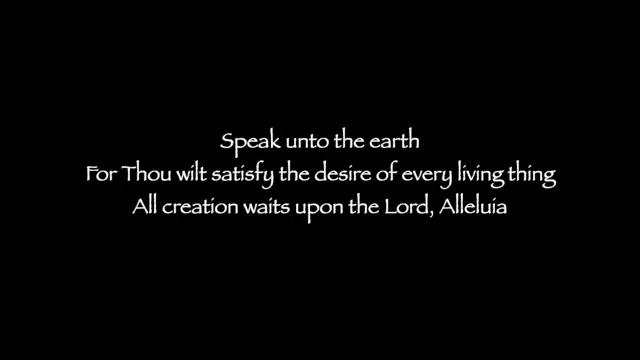 Speak unto the earth
For Thou wilt satisfy the desire of every living thing
All creation waits upon the Lord, Alleluia